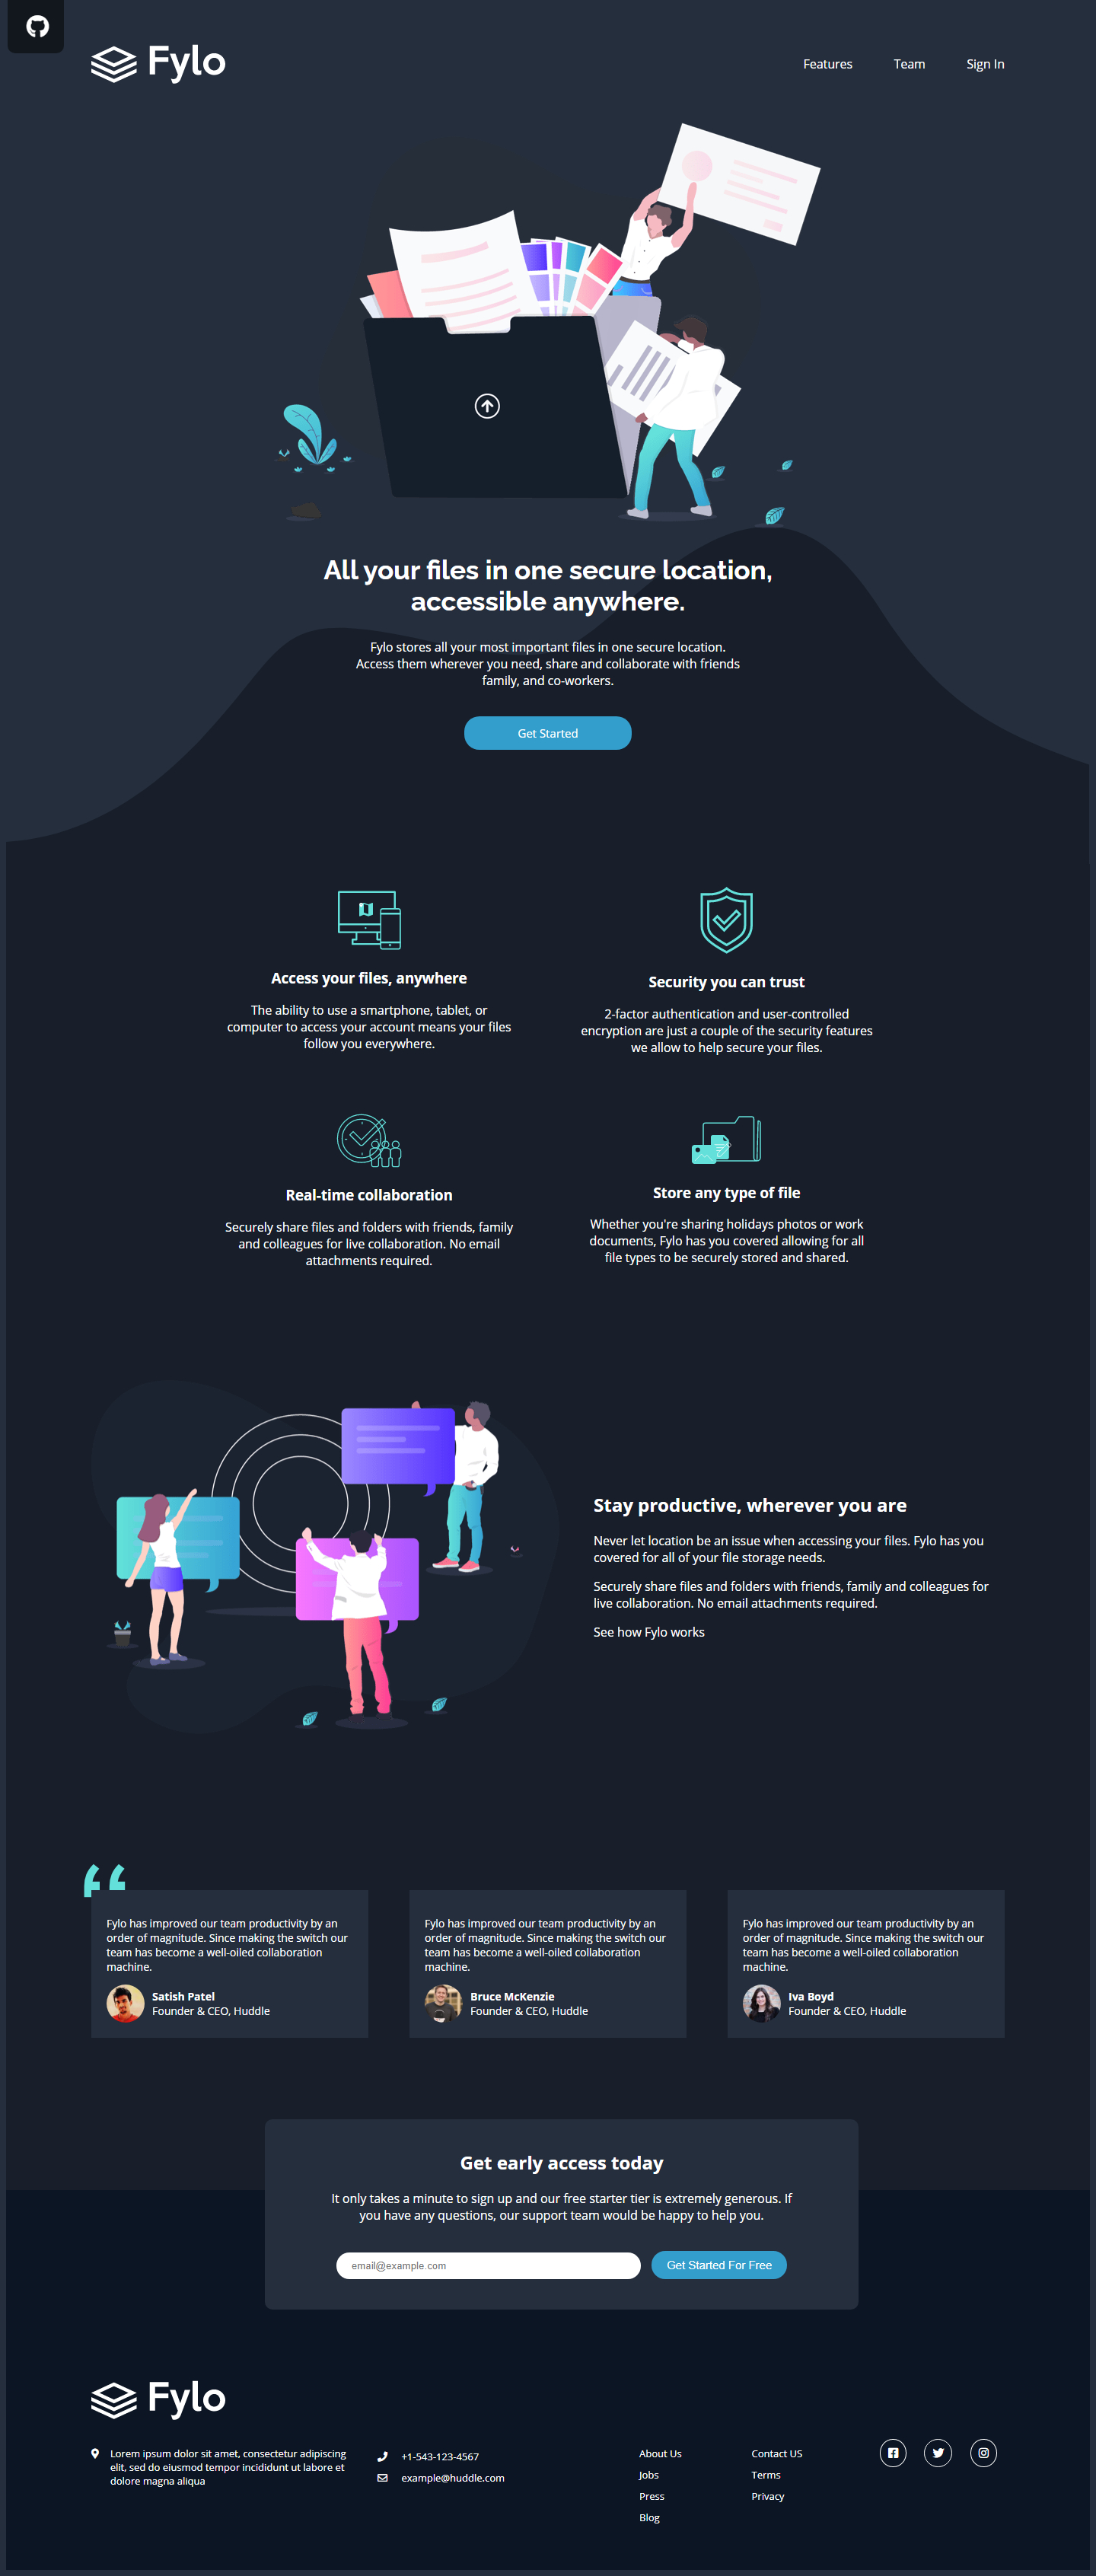 Fylo
Features
Team
Sign In
All your files in one secure location,
accessible anywhere.
Fylo stores all your most important files in one secure location.
Access them wherever you need, share and collaborate with friends
family, and co-workers.
Get Started
Access your files, anywhere
The ability to use a smartphone, tablet, or
computer to access your account means your files
follow you everywhere.
Security you can trust
2-factor authentication and user-controlled
encryption are just a couple of the security features
we allow to help secure your files.
Real-time collaboration
Securely share files and folders with friends, family
and colleagues for live collaboration. No email
attachments required.
Store any type of file
Whether you're sharing holidays photos or work
documents, Fylo has you covered allowing for all
file types to be securely stored and shared.
Stay productive, wherever you are
Never let location be an issue when accessing your files. Fylo has you
covered for all of your file storage needs.
Securely share files and folders with friends, family and colleagues for
live collaboration. No email attachments required.
See how Fylo works
Fylo has improved our team productivity by an
order of magnitude. Since making the switch our
team has become a well-oiled collaboration
machine.
Satish Patel
Founder & CEO, Huddle
Fylo has improved our team productivity by an
order of magnitude. Since making the switch our
team has become a well-oiled collaboration
machine.
Bruce McKenzie
Founder & CEO, Huddle
Fylo has improved our team productivity by an
order of magnitude. Since making the switch our
team has become a well-oiled collaboration
machine.
Iva Boyd
Founder & CEO, Huddle
Get early access today
It only takes a minute to sign up and our free starter tier is extremely generous. If
you have any questions, our support team would be happy to help you.
email@example.com
Get Started For Free
Fylo
Lorem ipsum dolor sit amet, consectetur adipiscing
elit, sed do eiusmod tempor incididunt ut labore et
dolore magna aliqua
+1-543-123-4567
example@huddle.com
About Us
Jobs
Press
Blog
Contact US
Terms
Privacy